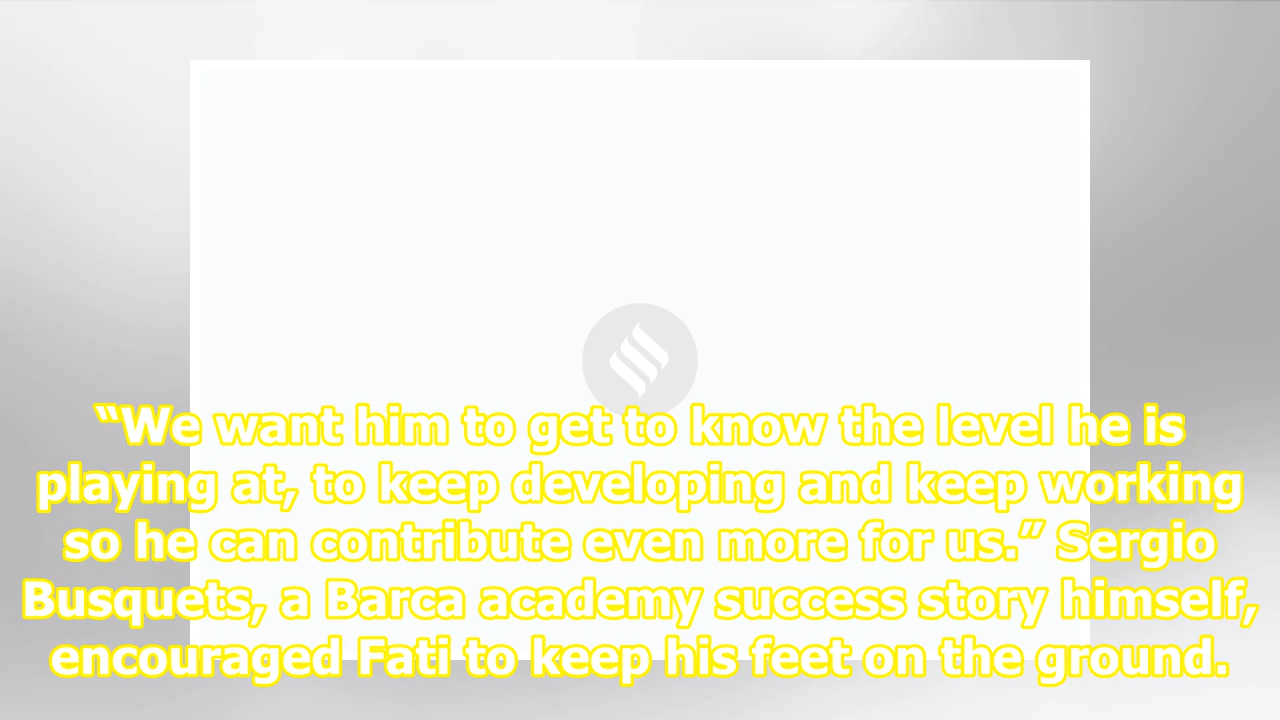 “We want him to get to know the level he is
playing at, to keep developing and keep working
so he can contribute even more for us.” Sergio
Busquets, a Barca academy success story himself,
encouraged Fati to keep his feet on the ground.